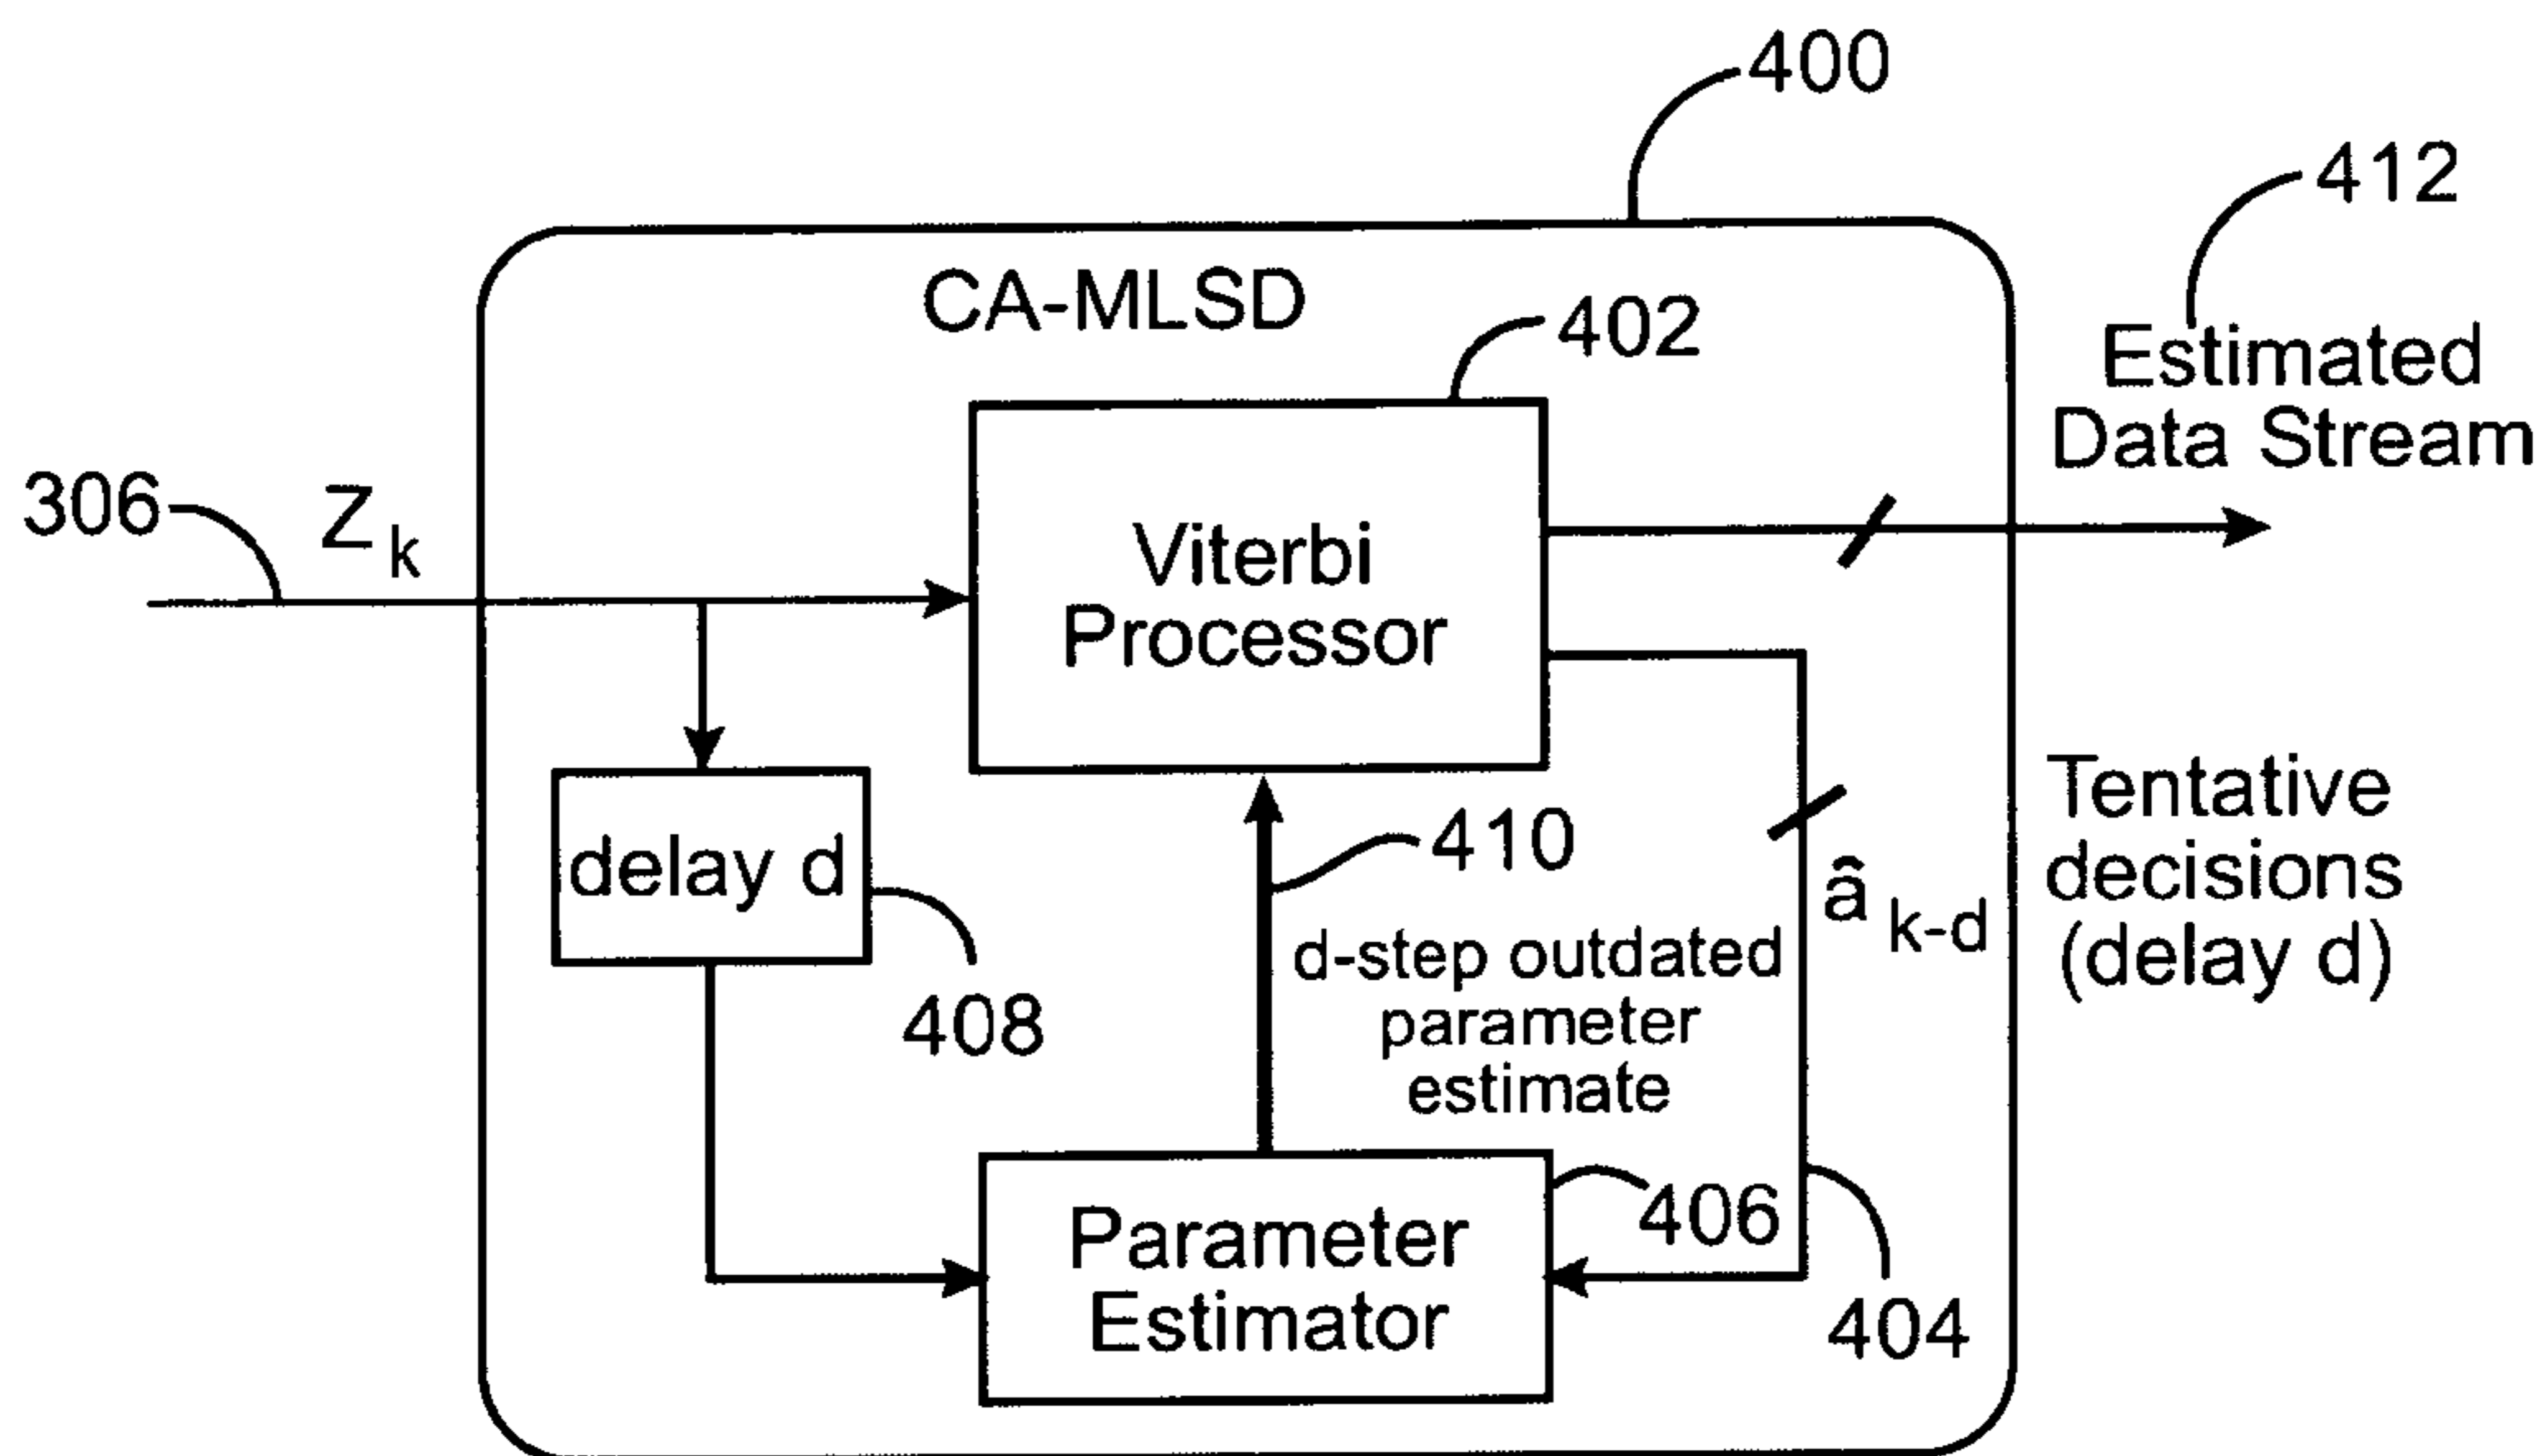 400
412
CA-MLSD
402
Estimated
Data Stream
306
Z k
Viterbi
Processor
Tentative
decisions
(delay d)
delay d
410
â k-d
d-step outdated
parameter
estimate
408
406
Parameter
Estimator
404